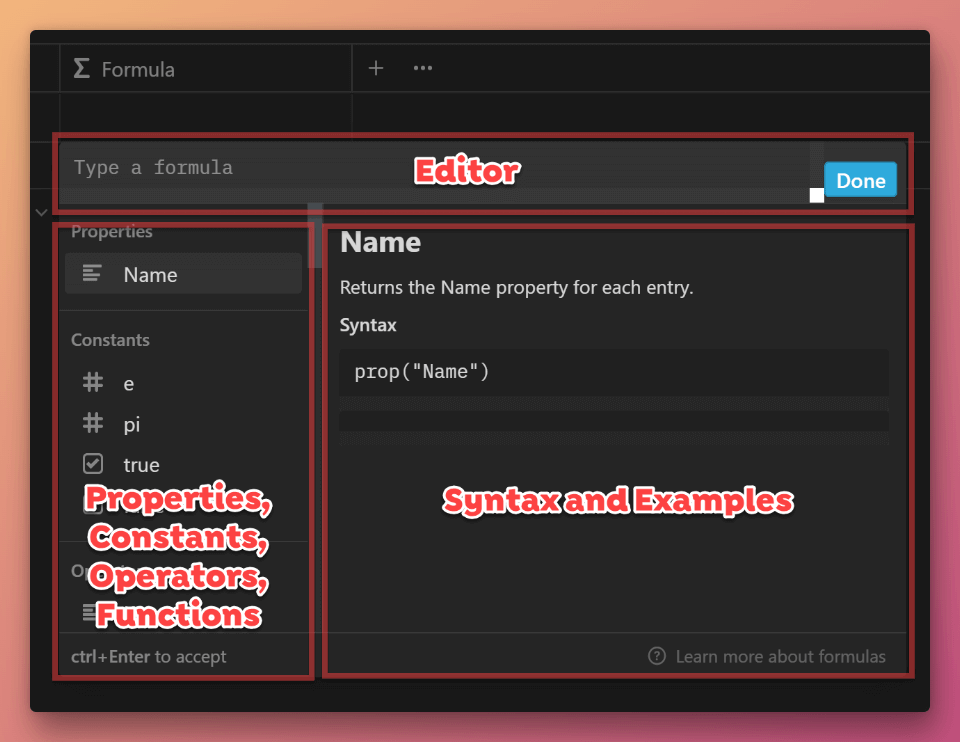 Formula
Type a formula
Editor
Done
Properties
Name
Constants
e
pi
true
Properties,
Constants,
Operators,
Functions
ctrl+Enter to accept
Name
Returns the Name property for each entry.
Syntax
prop("Name")
Syntax and Examples
Learn more about formulas